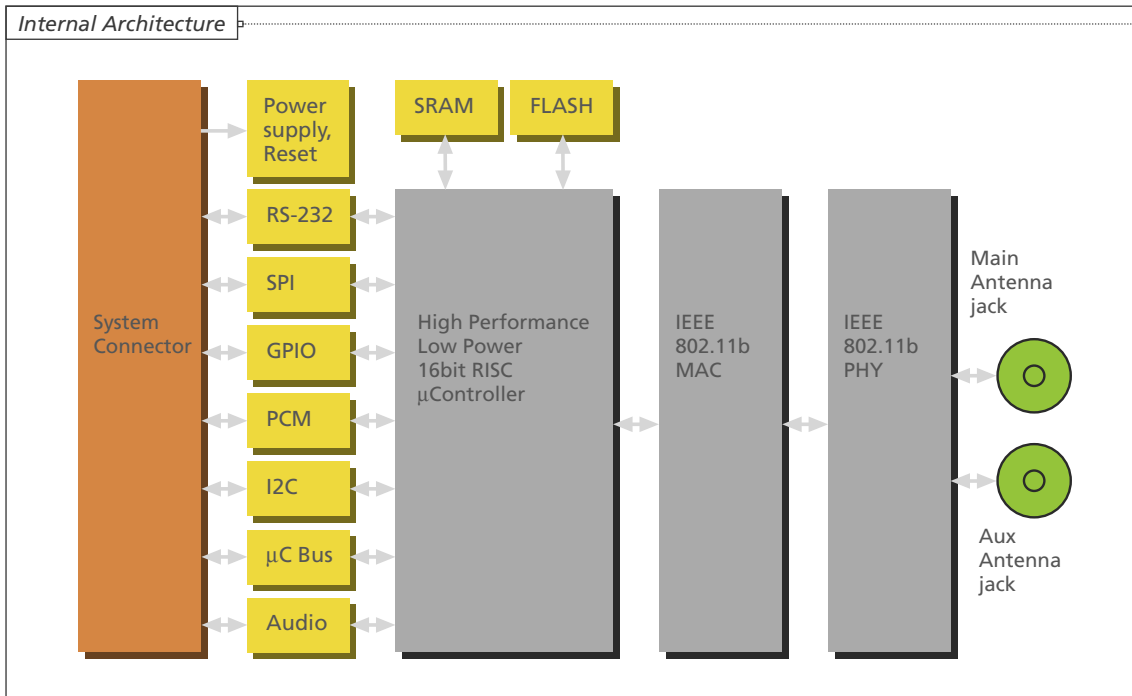 Internal Architecture
Power
supply,
Reset
SRAM
FLASH
RS-232
SPI
GPIO
PCM
I2C
µC Bus
Audio
System
Connector
High Performance
Low Power
16bit RISC
µController
IEEE
802.11b
MAC
IEEE
802.11b
PHY
Main
Antenna
jack
Aux
Antenna
jack